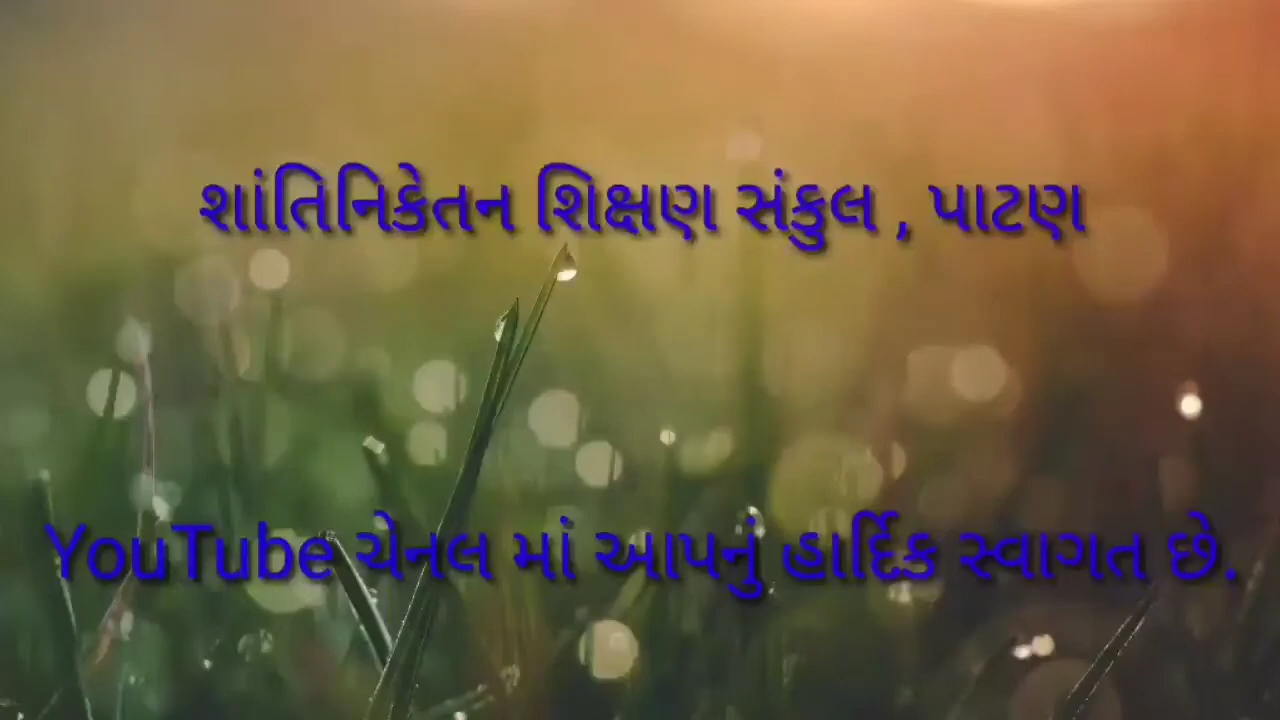 શાંતિનિકેતન શિક્ષણ સંકુલ , પાટણ
YouTube ચેનલ માં આપનું હાર્દિક સ્વાગત છે.